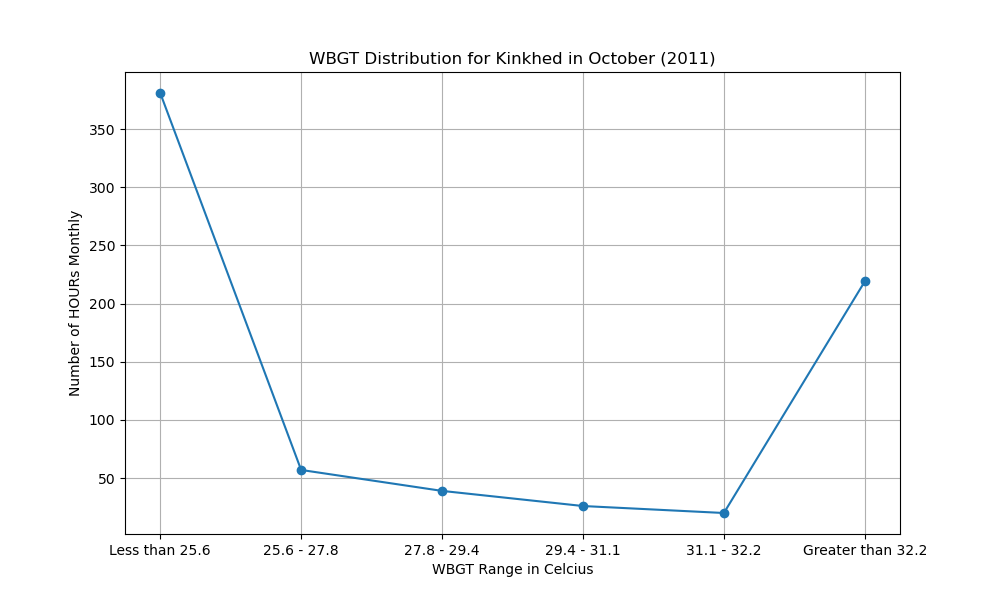 WBGT Distribution for Kinkhed in October (2011)
Number of HOURs Monthly
350
300
250
200
150
100
50
Less than 25.6
25.6 - 27.8
27.8 - 29.4
29.4 - 31.1
31.1 - 32.2
Greater than 32.2
WBGT Range in Celcius